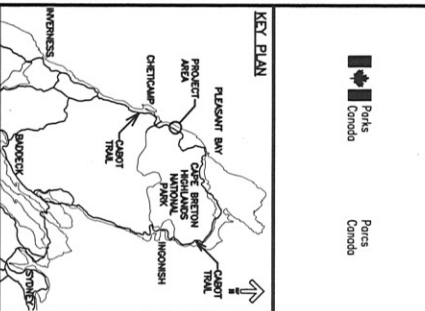 Parks
Canada
Parcs
Canada
KEY PLAN
PLEASANT BAY
PROJECT
AREA
CHETICAMP
INVERNESS
CABOT
TRAIL
CAPE BRETON
HIGHLANDS
NATIONAL
PARK
CABOT
TRAIL
INGONISH
BADDECK
SYDNEY